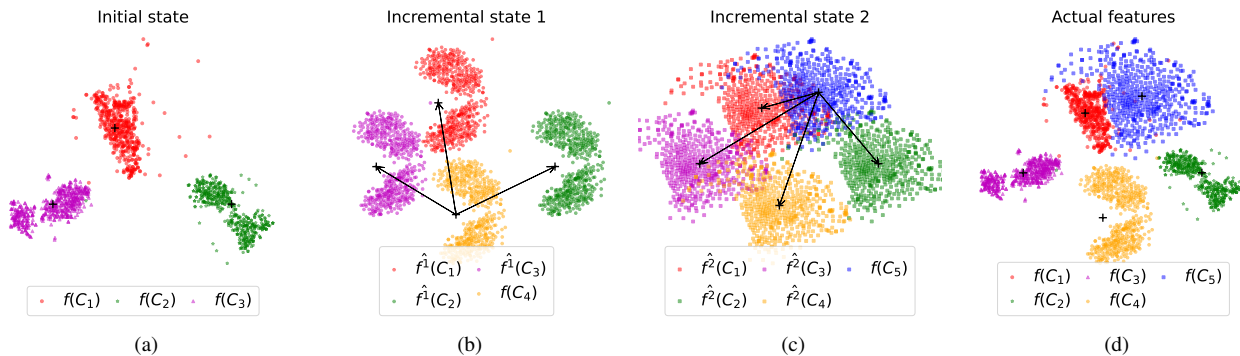 Initial state
f(C₁) f(C₂) f(C₃)
(a)
Incremental state 1
f̂¹(C₁) f̂¹(C₃)
f̂¹(C₂) f(C₄)
(b)
Incremental state 2
f̂²(C₁) f̂²(C₃) f(C₅)
f̂²(C₂) f̂²(C₄)
(c)
Actual features
f(C₁) f(C₃) f(C₅)
f(C₂) f(C₄)
(d)